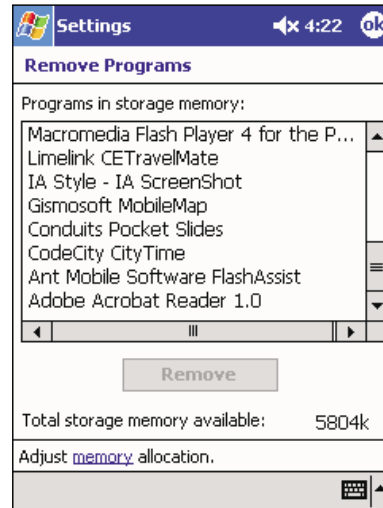 Settings 4:22 ok
Remove Programs
Programs in storage memory:
Macromedia Flash Player 4 for the P...
Limelink CETravelMate
IA Style - IA ScreenShot
Gismosoft MobileMap
Conduits Pocket Slides
CodeCity CityTime
Ant Mobile Software FlashAssist
Adobe Acrobat Reader 1.0
Remove
Total storage memory available: 5804k
Adjust memory allocation.